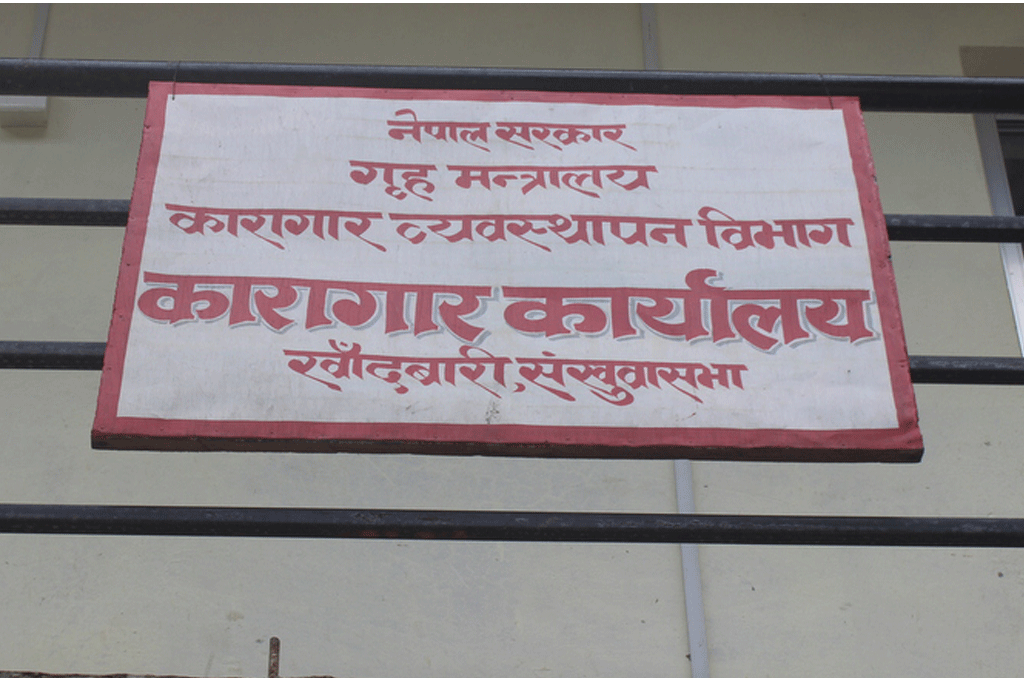 नेपाल सरकार
गृह मन्त्रालय
कारागार व्यवस्थापन विभाग
कारागार कार्यालय
खाँदबारी, संखुवासभा